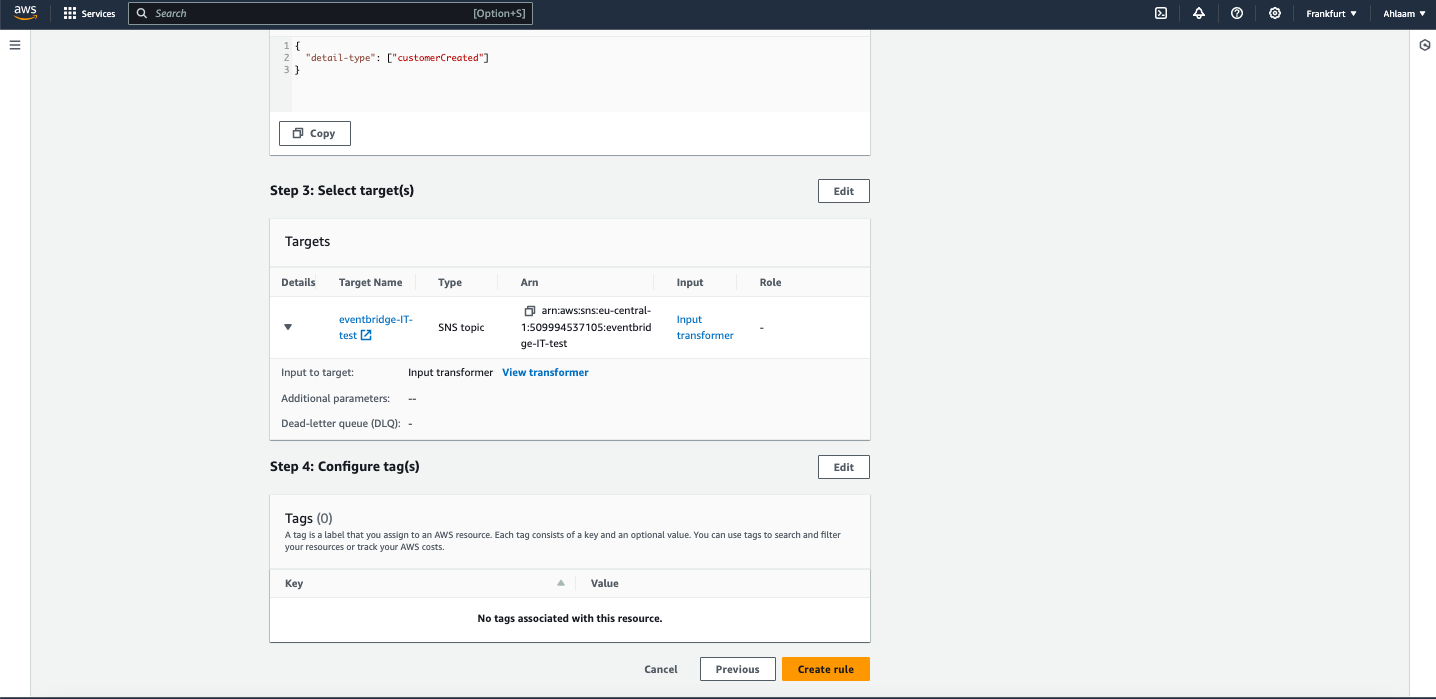 aws
Services
Search
[Option+S]
Frankfurt ▼
Ahlaam ▼
1 {
2 "detail-type": ["customerCreated"]
3 }
Copy
Step 3: Select target(s)
Edit
Targets
Details
Target Name
Type
Arn
Input
Role
eventbridge-IT-
test
SNS topic
arn:aws:sns:eu-central-
1:509994537105:eventbrid
ge-IT-test
Input
transformer
-
Input to target:
Input transformer
View transformer
Additional parameters:
--
Dead-letter queue (DLQ):
-
Step 4: Configure tag(s)
Edit
Tags (0)
A tag is a label that you assign to an AWS resource. Each tag consists of a key and an optional value. You can use tags to search and filter
your resources or track your AWS costs.
Key
Value
No tags associated with this resource.
Cancel
Previous
Create rule